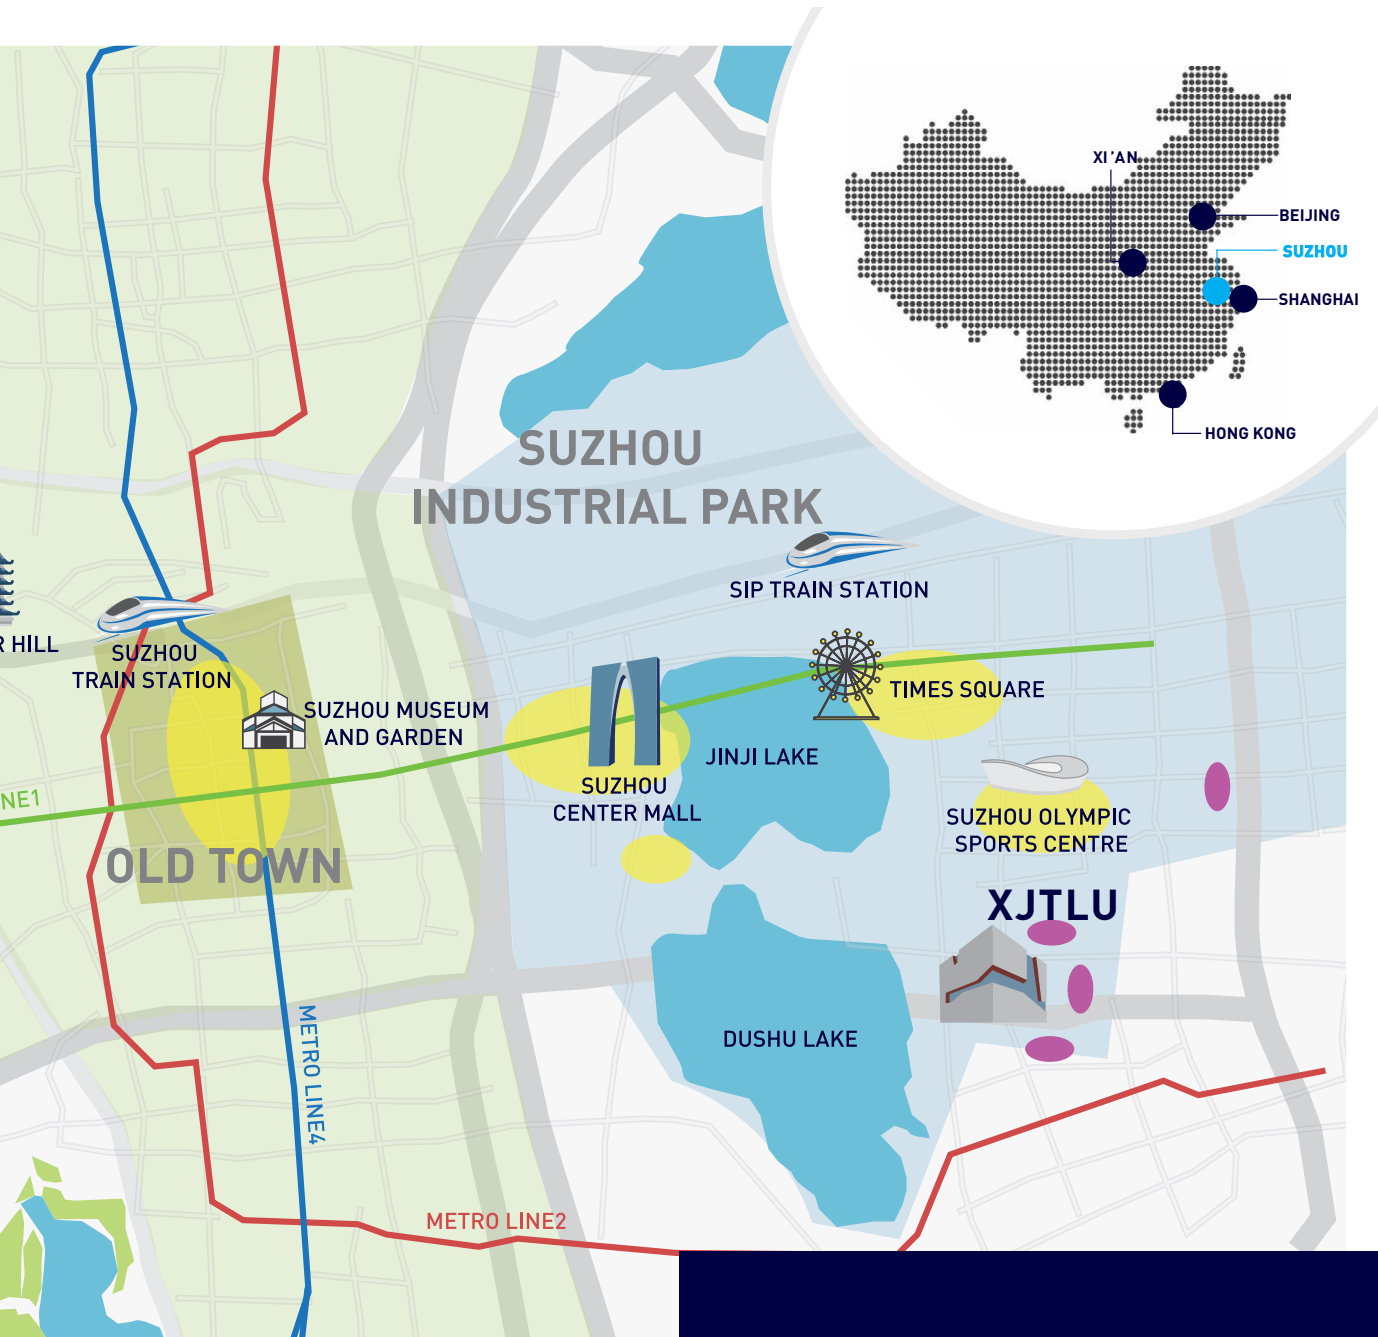 XI'AN
BEIJING
SUZHOU
SHANGHAI
HONG KONG
SUZHOU
INDUSTRIAL PARK
SIP TRAIN STATION
HILL
SUZHOU
TRAIN STATION
SUZHOU MUSEUM
AND GARDEN
TIMES SQUARE
JINJI LAKE
SUZHOU
CENTER MALL
NE1
SUZHOU OLYMPIC
SPORTS CENTRE
OLD TOWN
XJTLU
DUSHU LAKE
METRO LINE4
METRO LINE2